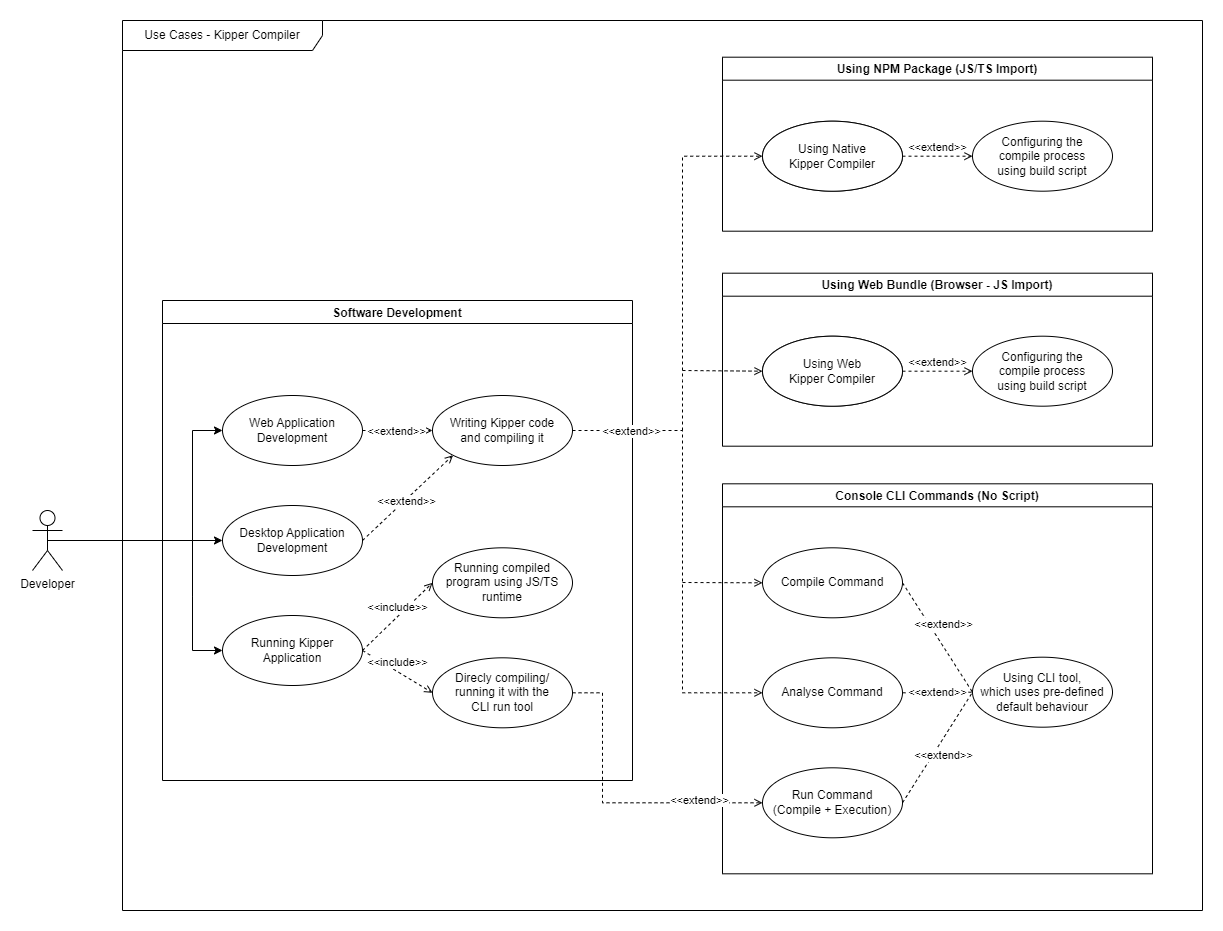 Use Cases - Kipper Compiler
Using NPM Package (JS/TS Import)
Using Native
Kipper Compiler
<<extend>>
Configuring the
compile process
using build script
Using Web Bundle (Browser - JS Import)
Using Web
Kipper Compiler
<<extend>>
Configuring the
compile process
using build script
Software Development
Web Application
Development
<<extend>>
Writing Kipper code
and compiling it
<<extend>>
Desktop Application
Development
<<extend>>
Running Kipper
Application
<<include>>
Running compiled
program using JS/TS
runtime
<<include>>
Direcly compiling/
running it with the
CLI run tool
<<extend>>
Developer
Console CLI Commands (No Script)
Compile Command
<<extend>>
Analyse Command
<<extend>>
Using CLI tool,
which uses pre-defined
default behaviour
<<extend>>
Run Command
(Compile + Execution)